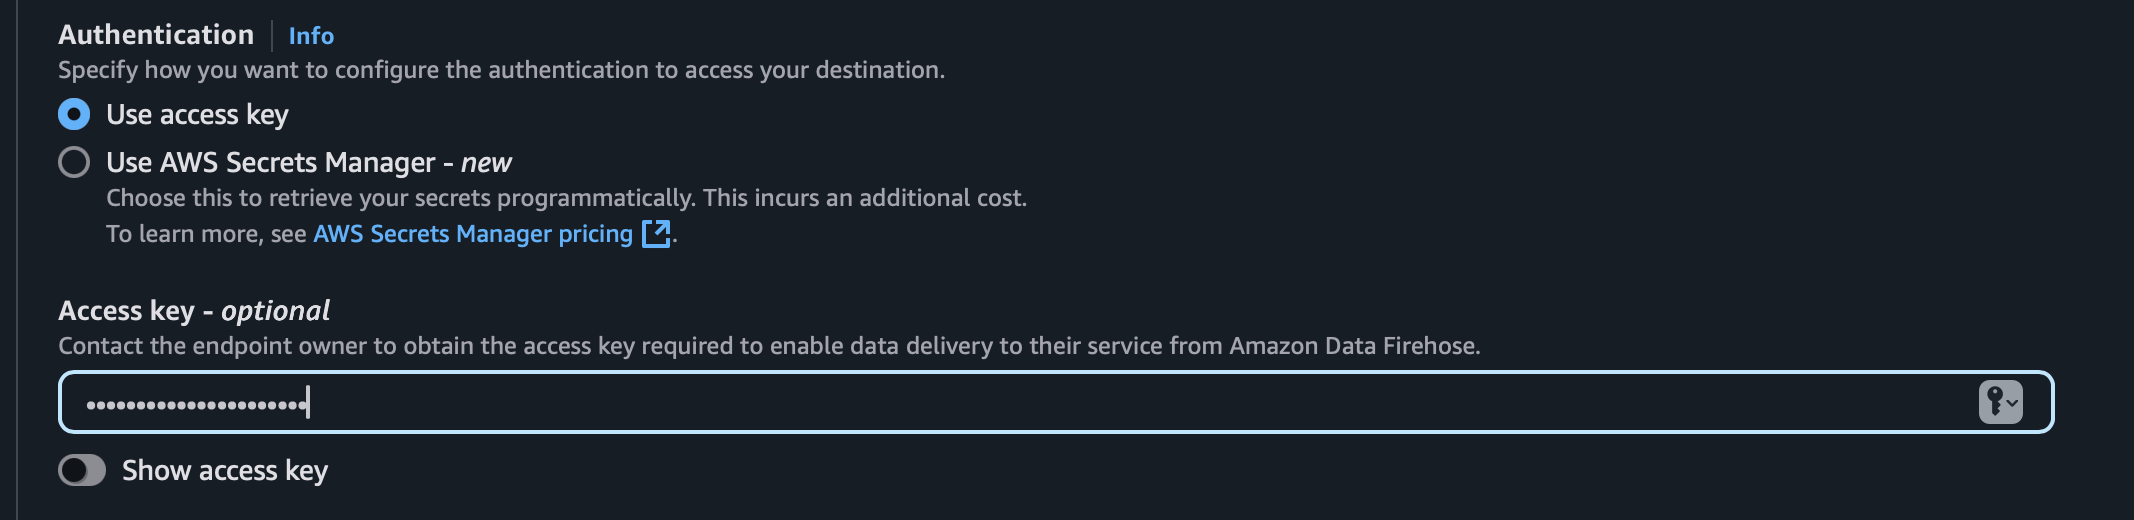 Authentication | Info
Specify how you want to configure the authentication to access your destination.
Use access key
Use AWS Secrets Manager - new
Choose this to retrieve your secrets programmatically. This incurs an additional cost.
To learn more, see AWS Secrets Manager pricing.
Access key - optional
Contact the endpoint owner to obtain the access key required to enable data delivery to their service from Amazon Data Firehose.
••••••••••••••••••••••
Show access key